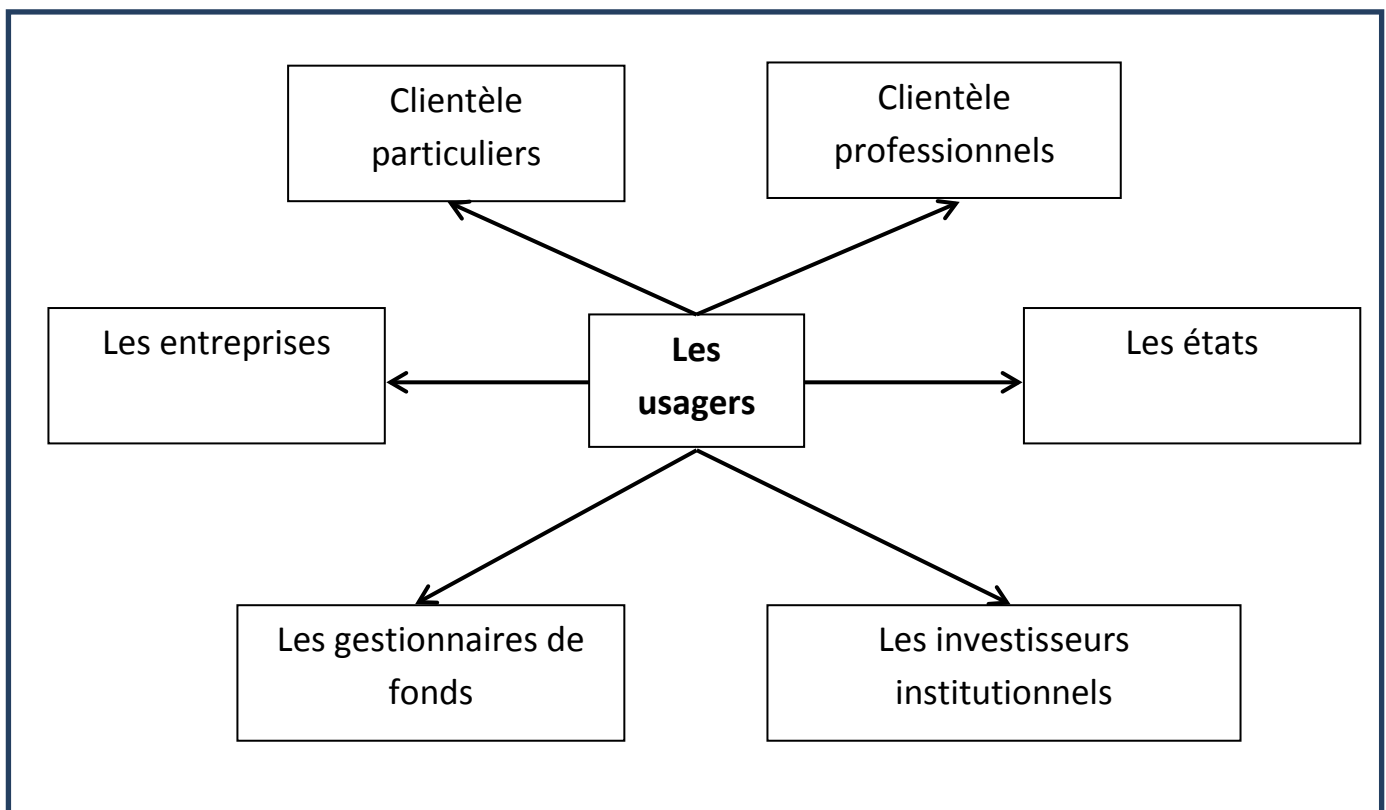 Clientèle
particuliers
Clientèle
professionnels
Les entreprises
Les
usagers
Les états
Les gestionnaires de
fonds
Les investisseurs
institutionnels